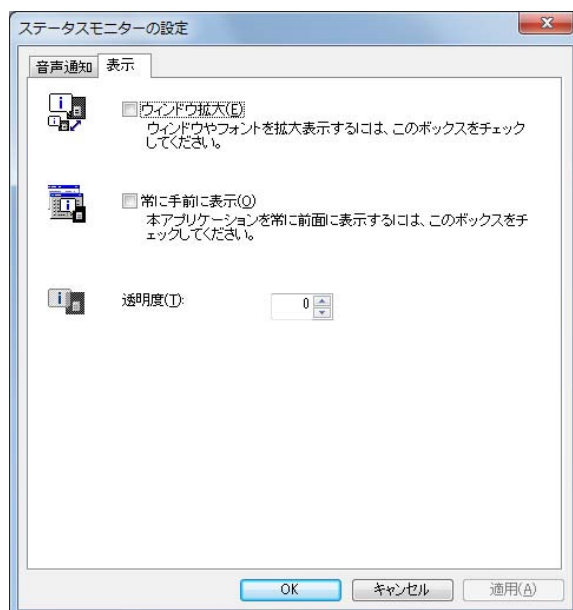 ステータスモニターの設定
音声通知 表示
ウィンドウ拡大(E)
ウィンドウやフォントを拡大表示するには、このボックスをチェック
してください。
常に手前に表示(O)
本アプリケーションを常に前面に表示するには、このボックスをチ
ェックしてください。
透明度(T): 0
OK キャンセル 適用(A)